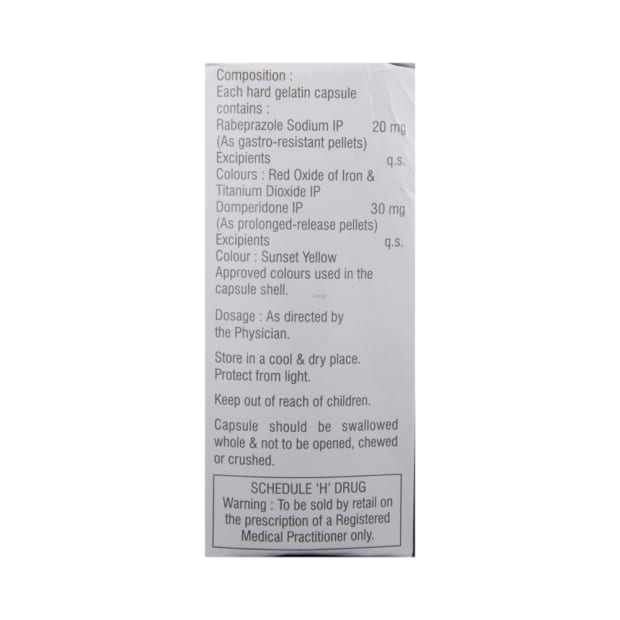 Composition :
Each hard gelatin capsule
contains :
Rabeprazole Sodium IP 20 mg
(As gastro-resistant pellets)
Excipients q.s.
Colours : Red Oxide of Iron &
Titanium Dioxide IP
Domperidone IP 30 mg
(As prolonged-release pellets)
Excipients q.s.
Colour : Sunset Yellow
Approved colours used in the
capsule shell.
Dosage : As directed by
the Physician.
Store in a cool & dry place.
Protect from light.
Keep out of reach of children.
Capsule should be swallowed
whole & not to be opened, chewed
or crushed.
SCHEDULE 'H' DRUG
Warning : To be sold by retail on
the prescription of a Registered
Medical Practitioner only.